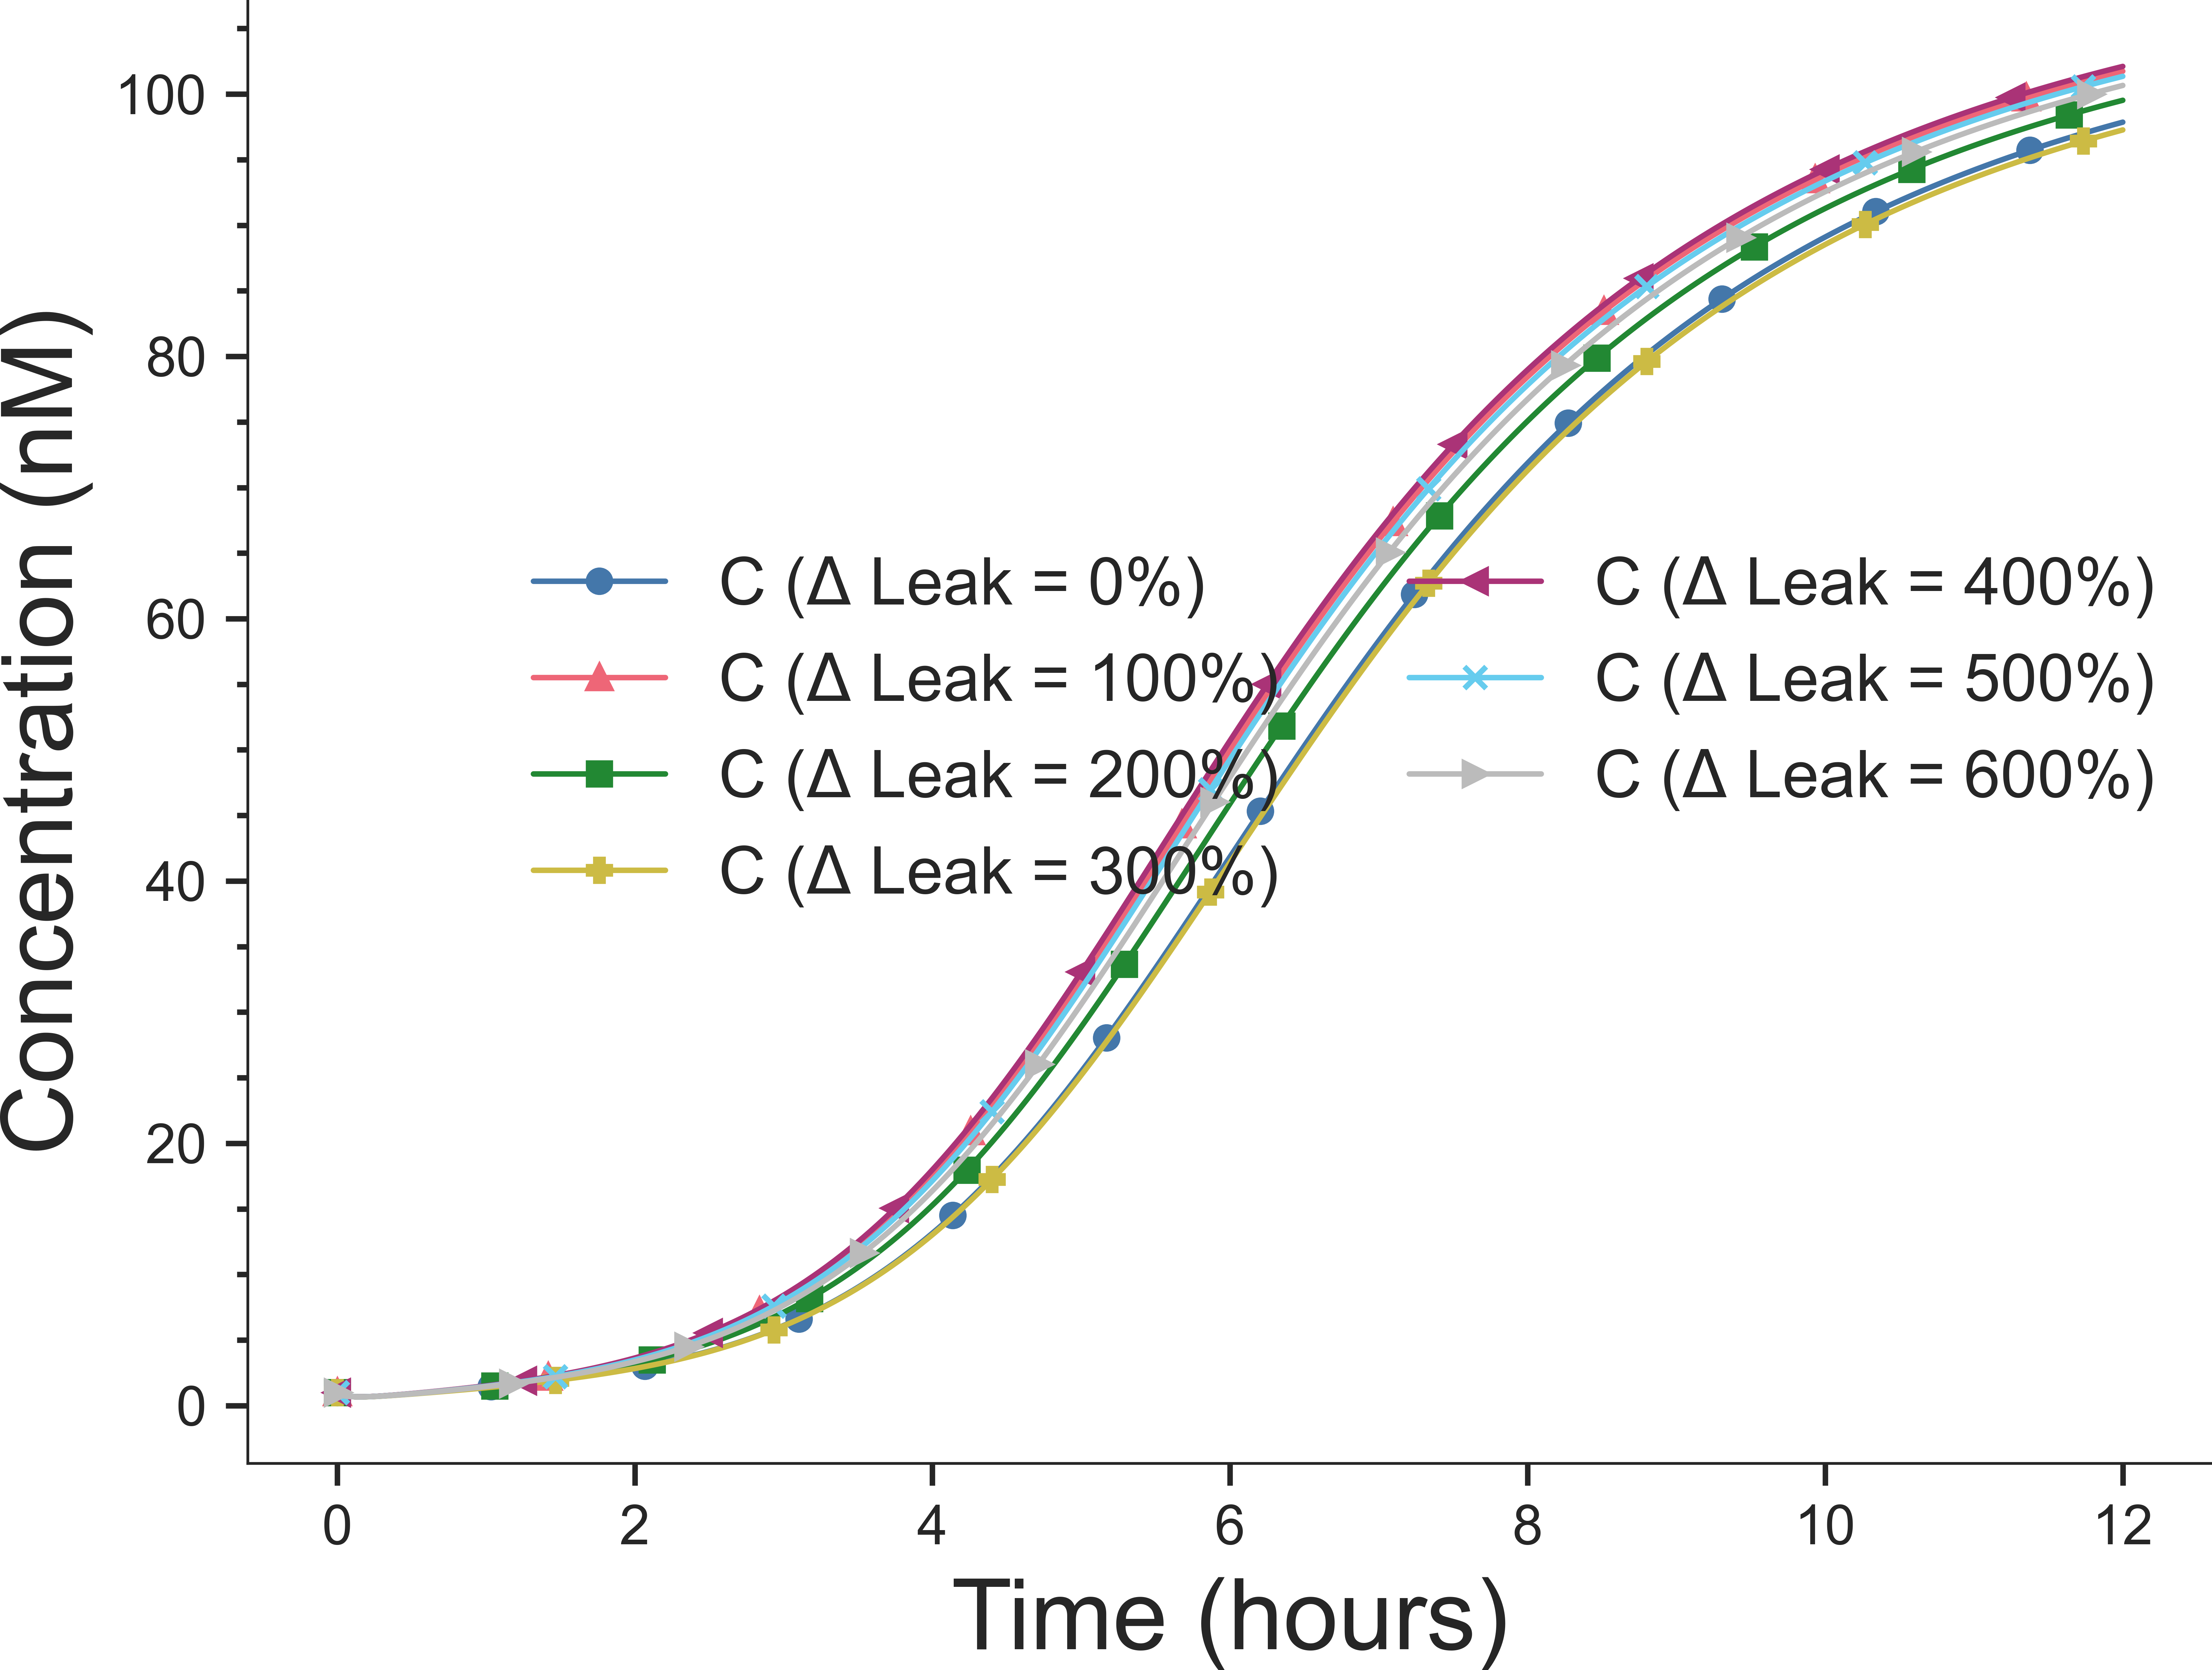 Concentration (nM)
100
80
60
40
20
0
C (Δ Leak = 0%)
C (Δ Leak = 100%)
C (Δ Leak = 200%)
C (Δ Leak = 300%)
C (Δ Leak = 400%)
C (Δ Leak = 500%)
C (Δ Leak = 600%)
0 2 4 6 8 10 12
Time (hours)